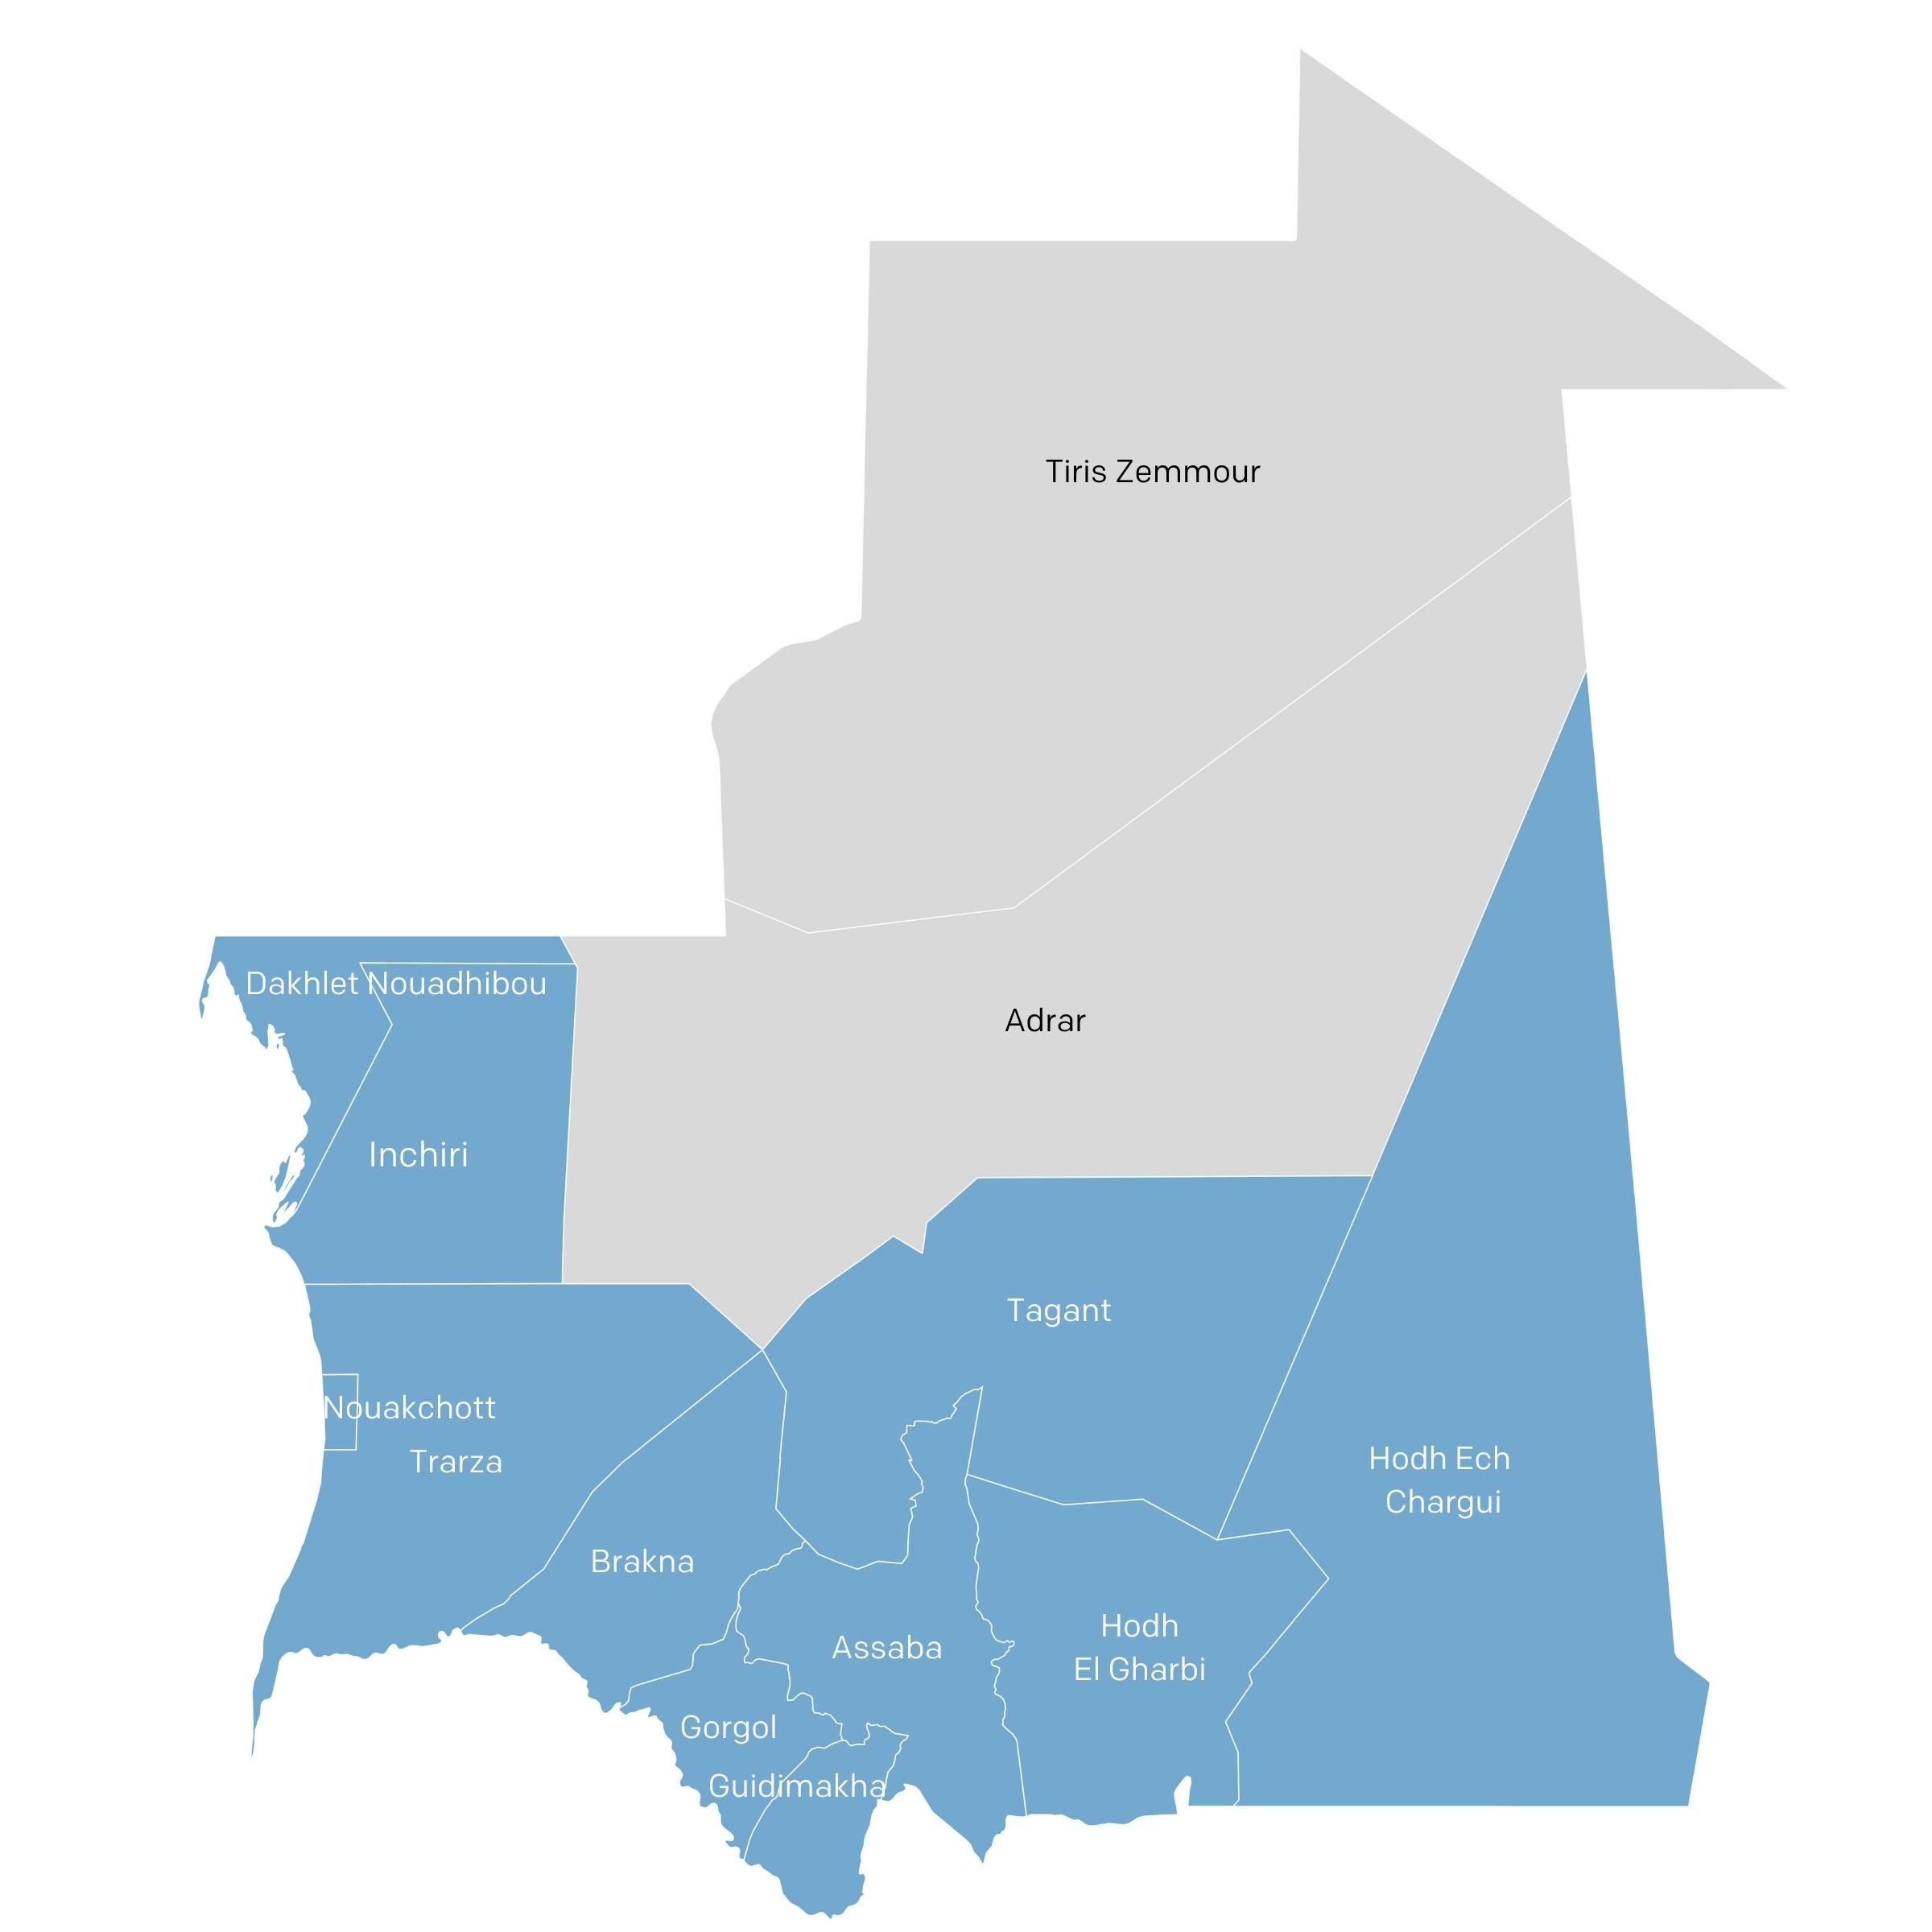 Tiris Zemmour
Dakhlet Nouadhibou
Adrar
Inchiri
Tagant
Nouakchott
Trarza
Hodh Ech
Chargui
Brakna
Assaba
Hodh
El Gharbi
Gorgol
Guidimakha